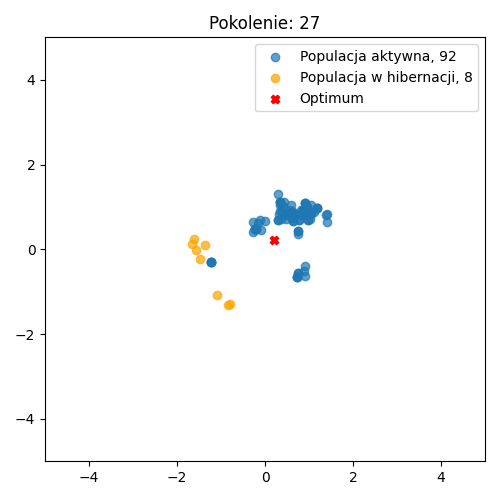 Pokolenie: 27
Populacja aktywna, 92
Populacja w hibernacji, 8
Optimum
4
2
0
−2
−4
−4
−2
0
2
4